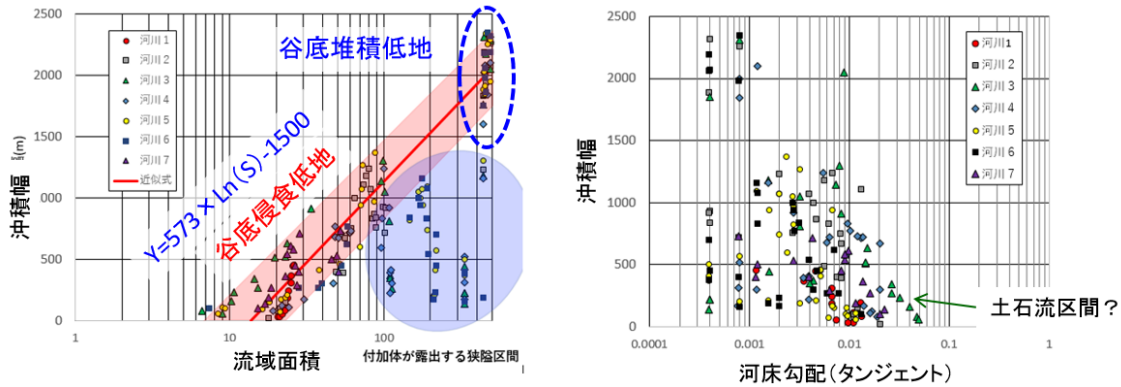 2500
2000
1500
000
500
0
(m)
沖積幅
1
10
100
流域面積
付加体が露出する狭隘区間
河川 1
河川 2
河川 3
河川 4
河川 5
河川 6
河川 7
近似式
谷底堆積低地
Y=573 × Ln(S)-1500
谷底侵食低地
2500
2000
1500
1000
500
0
沖積幅
0.0001
0.001
0.01
0.1
1
河床勾配(タンジェント)
河川1
河川 2
河川 3
河川 4
河川 5
河川 6
河川 7
土石流区間？